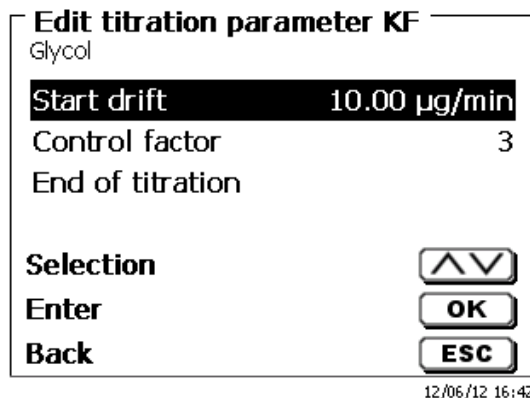 Edit titration parameter KF
Glycol
Start drift 10.00 µg/min
Control factor 3
End of titration
Selection
Enter OK
Back ESC
12/06/12 16:42